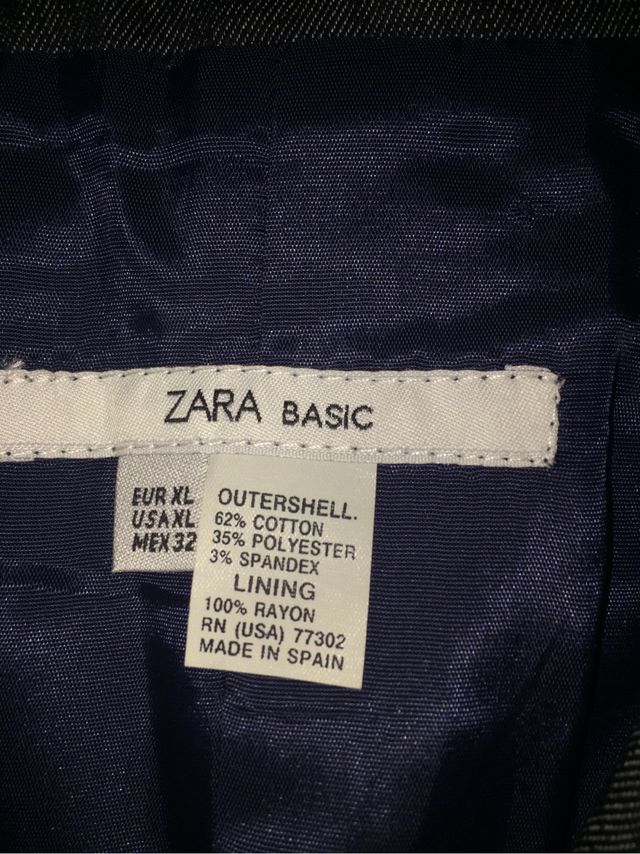 ZARA BASIC
EUR XL
USA XL
MEX 32
OUTERSHELL.
62% COTTON
35% POLYESTER
3% SPANDEX
LINING
100% RAYON
RN (USA) 77302
MADE IN SPAIN